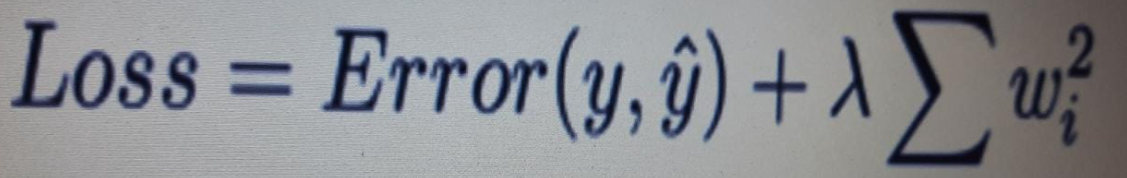 Loss = Error(y, ŷ) + λ ∑ w_i^2